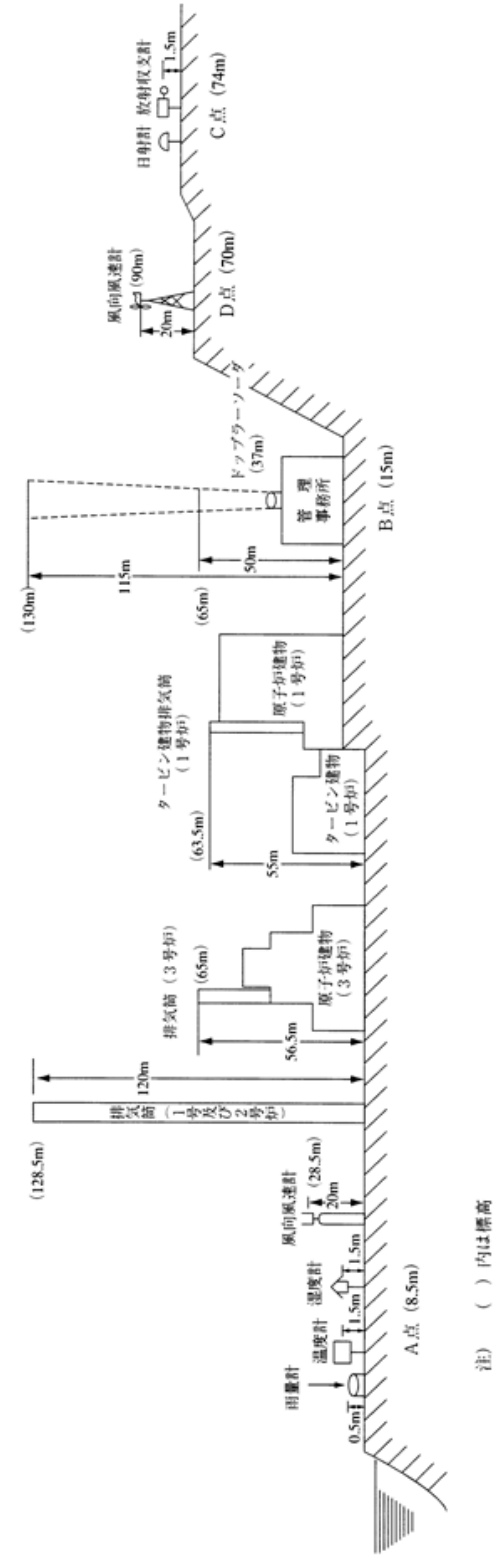 雨量計
0.5m
温度計
1.5m
湿度計
1.5m
風向風速計
(28.5m)
20m
A点 (8.5m)
(128.5m)
120m
排気筒(1号及び2号炉)
排気筒(3号炉)
(65m)
56.5m
原子炉建物
(3号炉)
タービン建物排気筒
(1号炉)
(63.5m)
55m
タービン建物
(1号炉)
原子炉建物
(1号炉)
(130m)
115m
(65m)
50m
ドップラーソーダ
(37m)
管理
事務所
B点 (15m)
風向風速計
(90m)
20m
D点 (70m)
日射計
放射収支計
1.5m
C点 (74m)
注) ( )内は標高